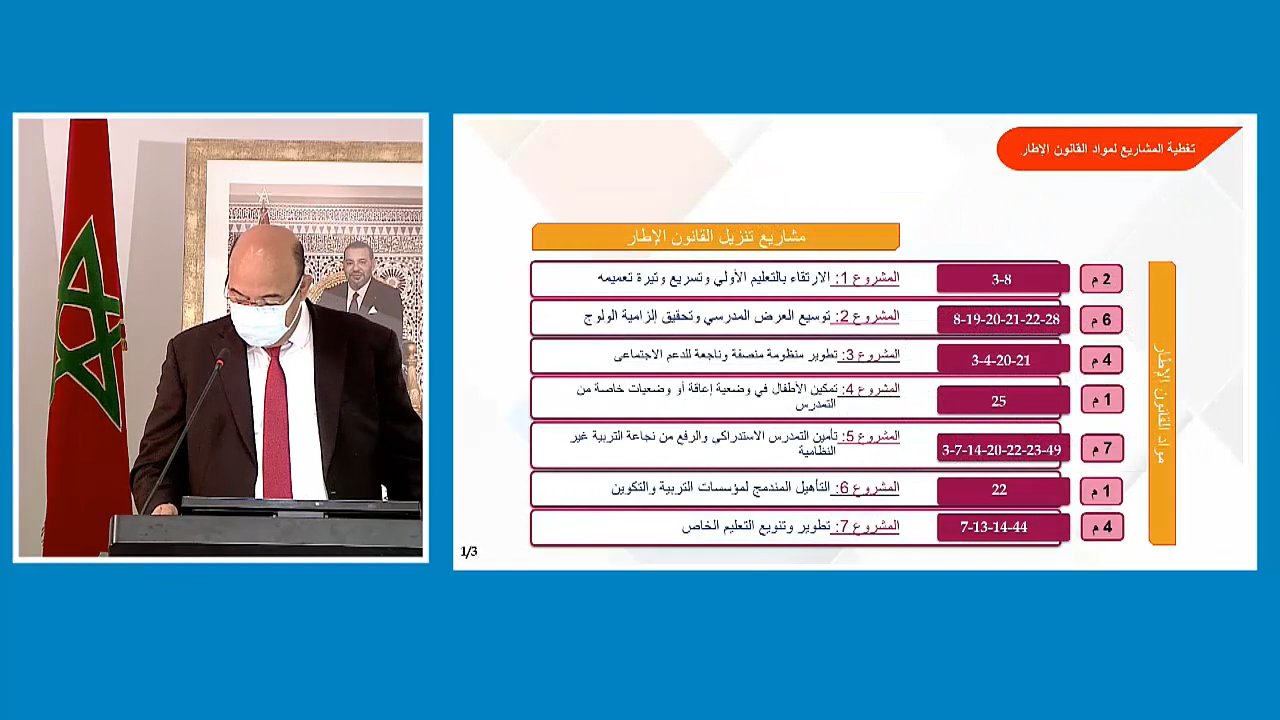 تغطية المشاريع لمواد القانون الإطار
مشاريع تنزيل القانون الإطار
مواد القانون الإطار
2 م
3-8
المشروع 1: الارتقاء بالتعليم الأولي وتسريع وتيرة تعميمه
6 م
8-19-20-21-22-28
المشروع 2: توسيع العرض المدرسي وتحقيق إلزامية الولوج
4 م
3-4-20-21
المشروع 3: تطوير منظومة منصفة وناجعة للدعم الاجتماعي
1 م
25
المشروع 4: تمكين الأطفال في وضعية إعاقة أو وضعيات خاصة من
التمدرس
7 م
3-7-14-20-22-23-49
المشروع 5: تأمين التمدرس الاستدراكي والرفع من نجاعة التربية غير
النظامية
1 م
22
المشروع 6: التأهيل المندمج لمؤسسات التربية والتكوين
4 م
7-13-14-44
المشروع 7: تطوير وتنويع التعليم الخاص
1/3